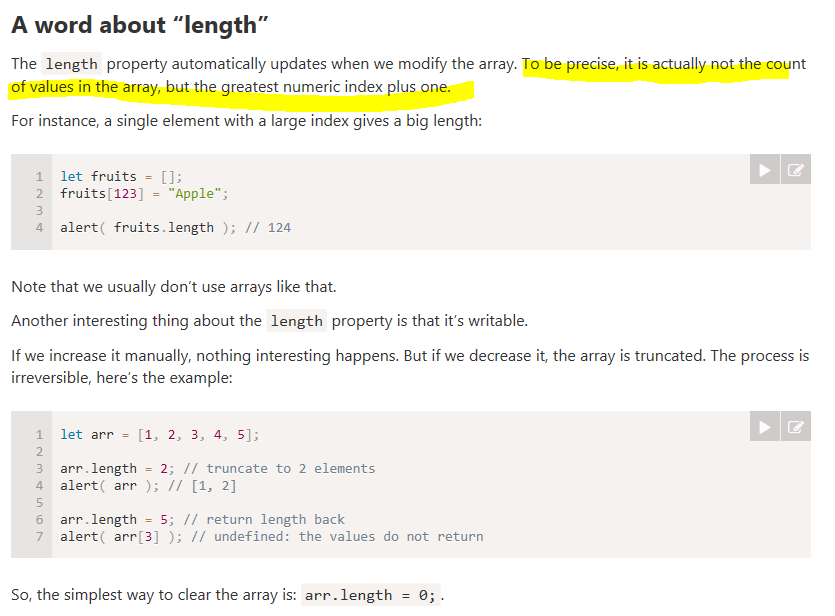 A word about “length”
The length property automatically updates when we modify the array. To be precise, it is actually not the count
of values in the array, but the greatest numeric index plus one.
For instance, a single element with a large index gives a big length:
1 let fruits = [];
2 fruits[123] = "Apple";
3
4 alert( fruits.length ); // 124
Note that we usually don’t use arrays like that.
Another interesting thing about the length property is that it’s writable.
If we increase it manually, nothing interesting happens. But if we decrease it, the array is truncated. The process is
irreversible, here’s the example:
1 let arr = [1, 2, 3, 4, 5];
2
3 arr.length = 2; // truncate to 2 elements
4 alert( arr ); // [1, 2]
5
6 arr.length = 5; // return length back
7 alert( arr[3] ); // undefined: the values do not return
So, the simplest way to clear the array is: arr.length = 0;.